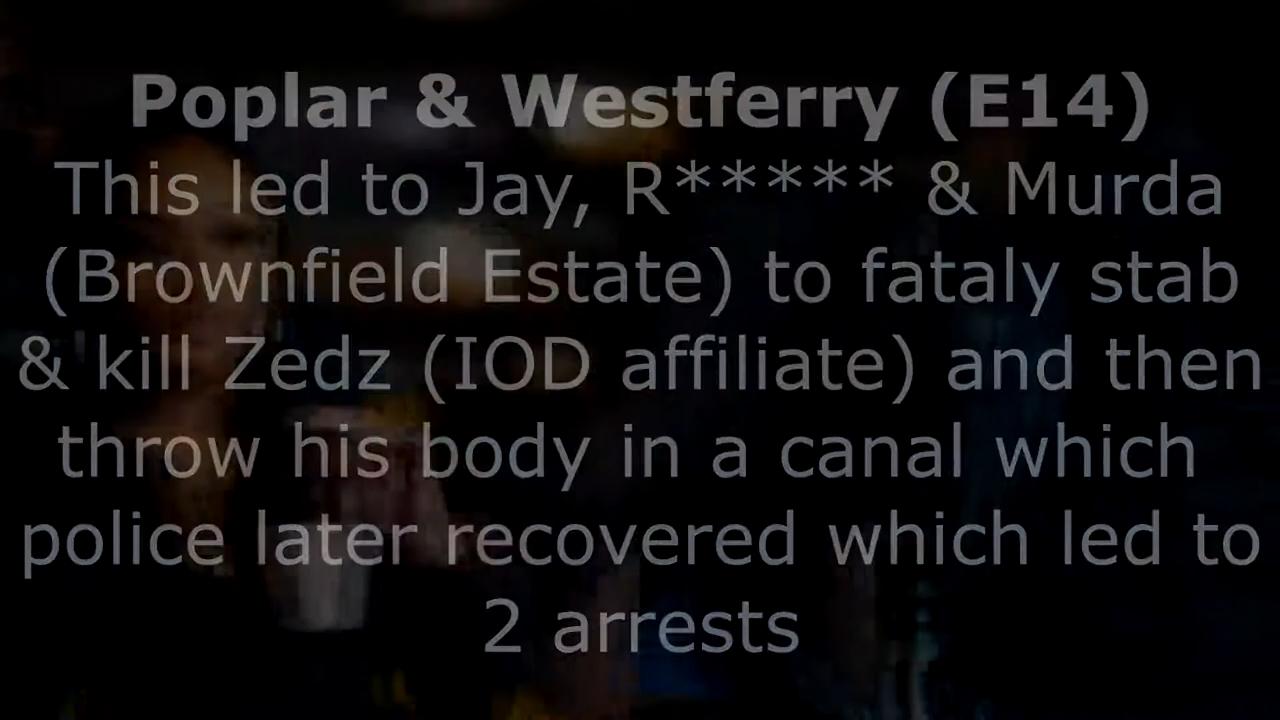 Poplar & Westferry (E14)
This led to Jay, R***** & Murda
(Brownfield Estate) to fataly stab
& kill Zedz (IOD affiliate) and then
throw his body in a canal which
police later recovered which led to
2 arrests